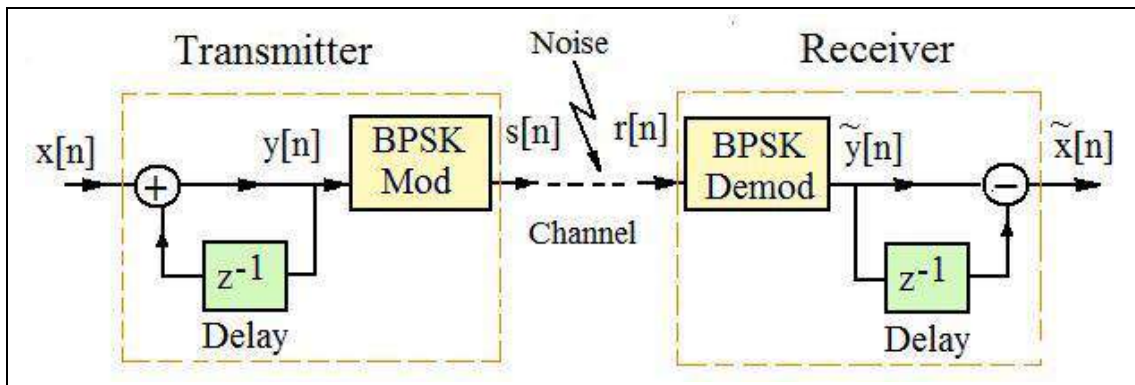 Transmitter
Noise
Receiver
x[n]
+
y[n]
BPSK
Mod
s[n]
r[n]
BPSK
Demod
ỹ[n]
−
x̃[n]
Channel
z-1
Delay
z-1
Delay